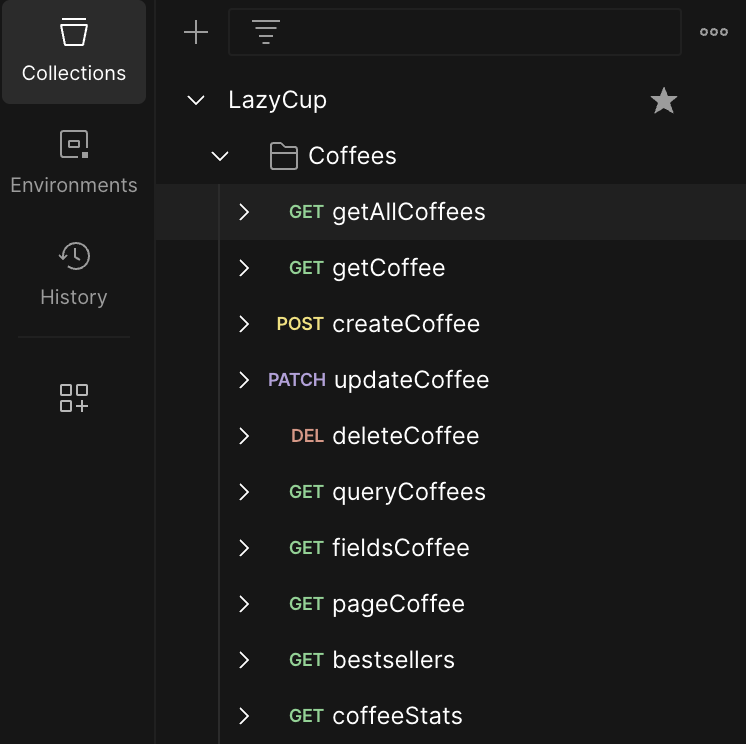 Collections
Environments
History
LazyCup
Coffees
GET getAllCoffees
GET getCoffee
POST createCoffee
PATCH updateCoffee
DEL deleteCoffee
GET queryCoffees
GET fieldsCoffee
GET pageCoffee
GET bestsellers
GET coffeeStats